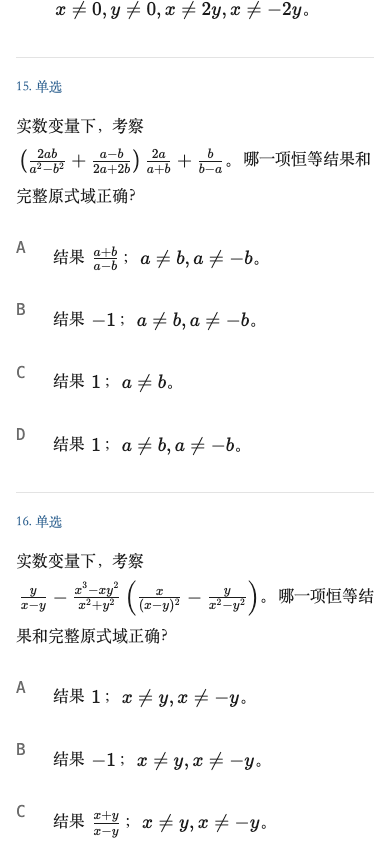 x ≠ 0, y ≠ 0, x ≠ 2y, x ≠ −2y。
15. 单选
实数变量下，考察
(2ab/(a²−b²) + (a−b)/(2a+2b)) 2a/(a+b) + b/(b−a)。哪一项恒等结果和
完整原式域正确?
A
结果 (a+b)/(a−b)； a ≠ b, a ≠ −b。
B
结果 −1； a ≠ b, a ≠ −b。
C
结果 1； a ≠ b。
D
结果 1； a ≠ b, a ≠ −b。
16. 单选
实数变量下，考察
y/(x−y) − (x³−xy²)/(x²+y²) (x/(x−y)² − y/(x²−y²))。哪一项恒等结
果和完整原式域正确?
A
结果 1； x ≠ y, x ≠ −y。
B
结果 −1； x ≠ y, x ≠ −y。
C
结果 (x+y)/(x−y)； x ≠ y, x ≠ −y。